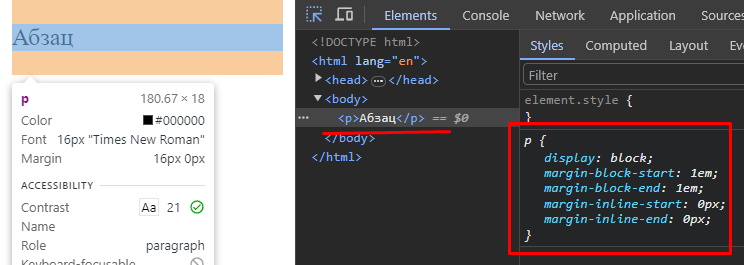 Абзац
p 180.67 × 18
Color #000000
Font 16px "Times New Roman"
Margin 16px 0px
ACCESSIBILITY
Contrast Aa 21
Name
Role paragraph
Keyboard-focusable
Elements Console Network Application Sources
<!DOCTYPE html>
<html lang="en">
<head> ⋯ </head>
<body>
⋯ <p>Абзац</p> == $0
</body>
</html>
Styles Computed Layout Even
Filter
element.style {
}
p {
display: block;
margin-block-start: 1em;
margin-block-end: 1em;
margin-inline-start: 0px;
margin-inline-end: 0px;
}